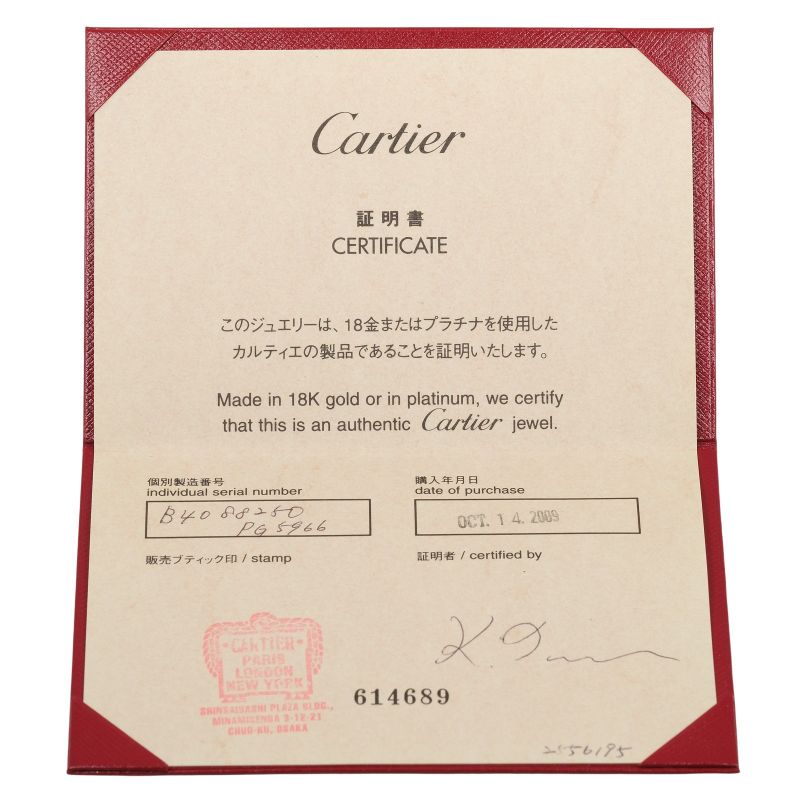 Cartier
証明書
CERTIFICATE
このジュエリーは、18金またはプラチナを使用した
カルティエの製品であることを証明いたします。
Made in 18K gold or in platinum, we certify
that this is an authentic Cartier jewel.
個別製造番号
individual serial number
B4088250
PG5966
購入年月日
date of purchase
OCT. 14.2009
販売ブティック印 / stamp
証明者 / certified by
CARTIER
PARIS
LONDON
NEW YORK
SHINSAIBASHI PLAZA BLDG.,
MINAMISENBA 3-12-21
CHUO-KU, OSAKA
614689
2556195